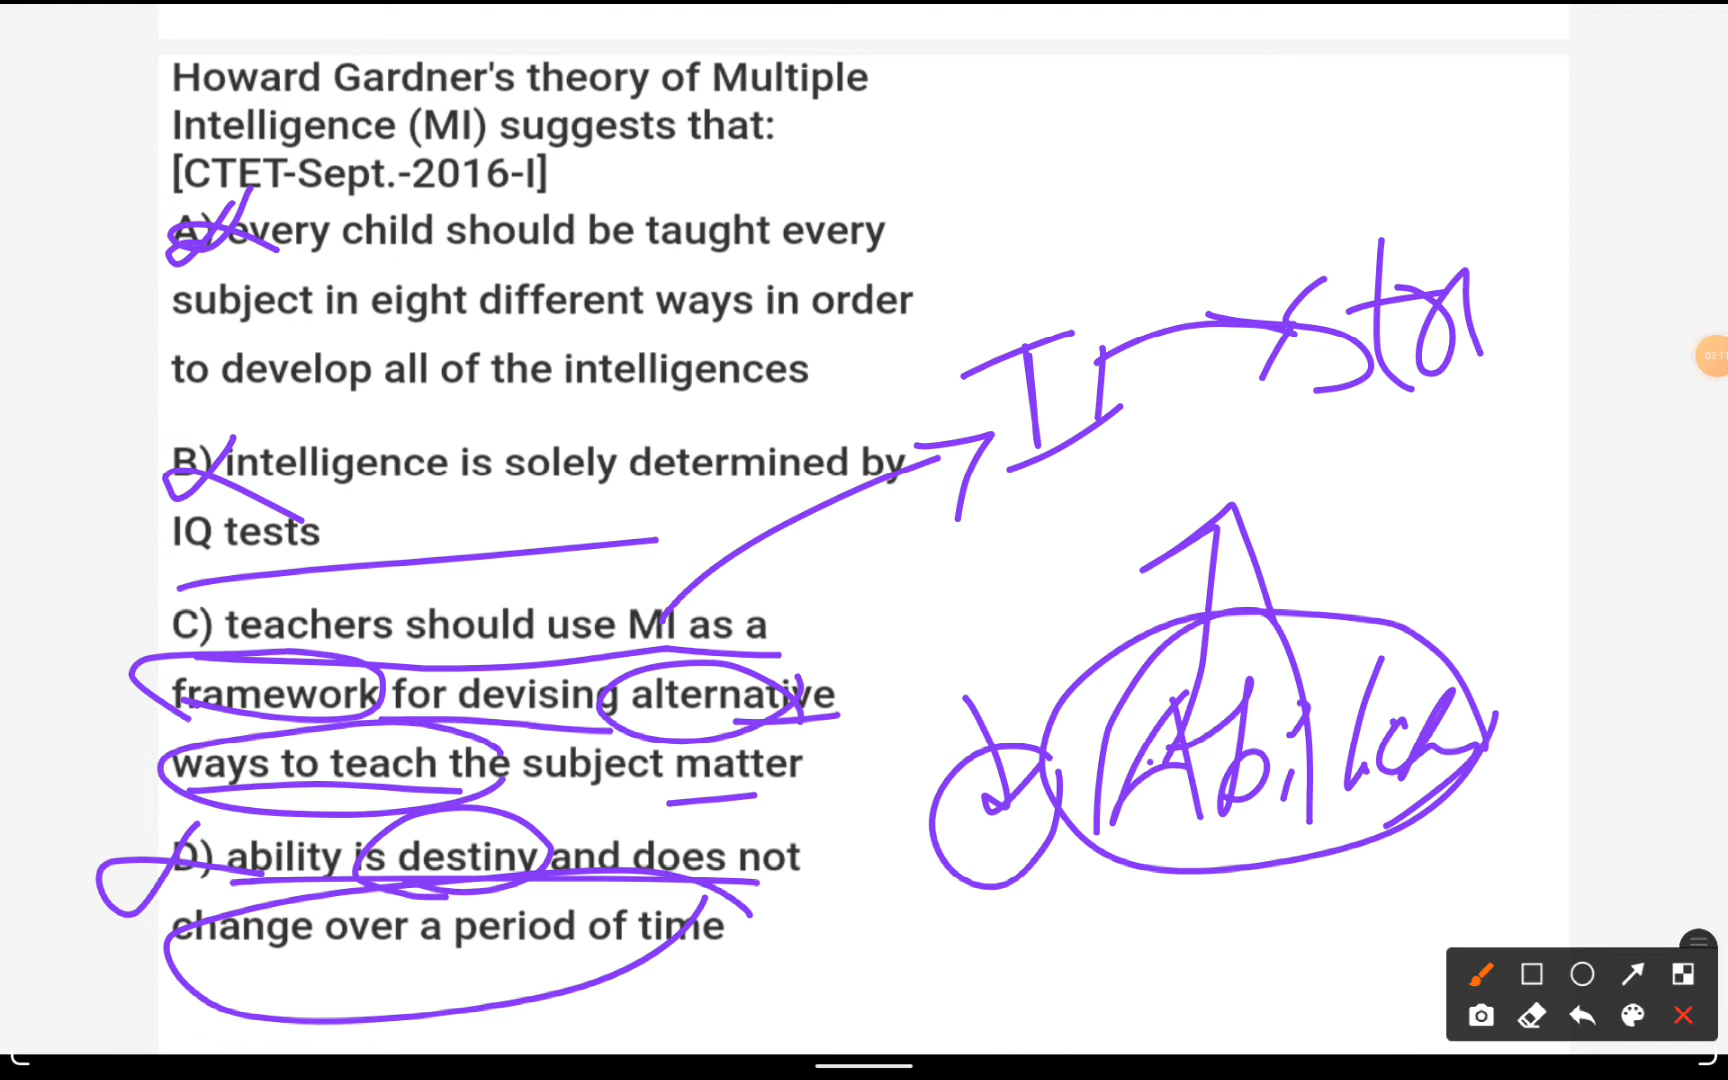 Howard Gardner's theory of Multiple
Intelligence (MI) suggests that:
[CTET-Sept.-2016-I]
A) every child should be taught every
subject in eight different ways in order
to develop all of the intelligences
B) intelligence is solely determined by
IQ tests
C) teachers should use MI as a
framework for devising alternative
ways to teach the subject matter
D) ability is destiny and does not
change over a period of time